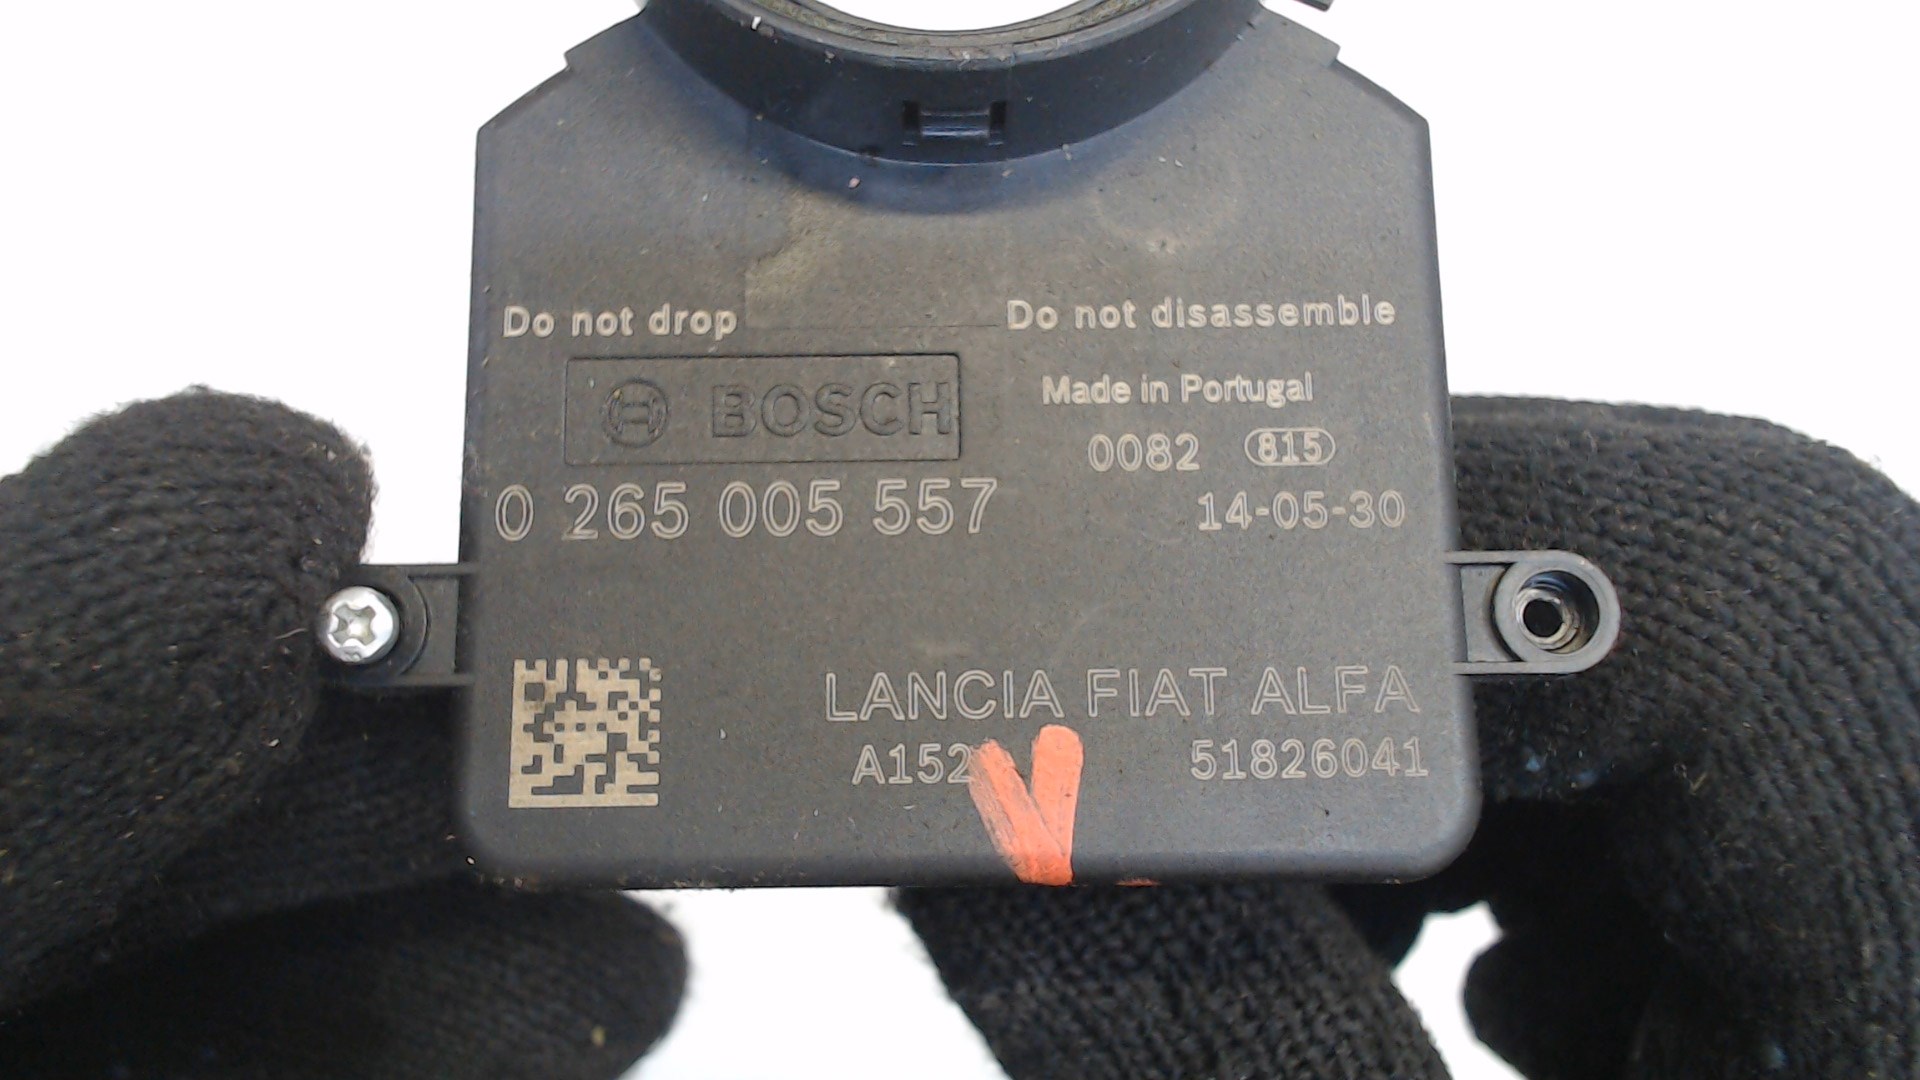 Do not drop
Do not disassemble
BOSCH
Made in Portugal
0082 815
0 265 005 557
14-05-30
LANCIA FIAT ALFA
A152
51826041